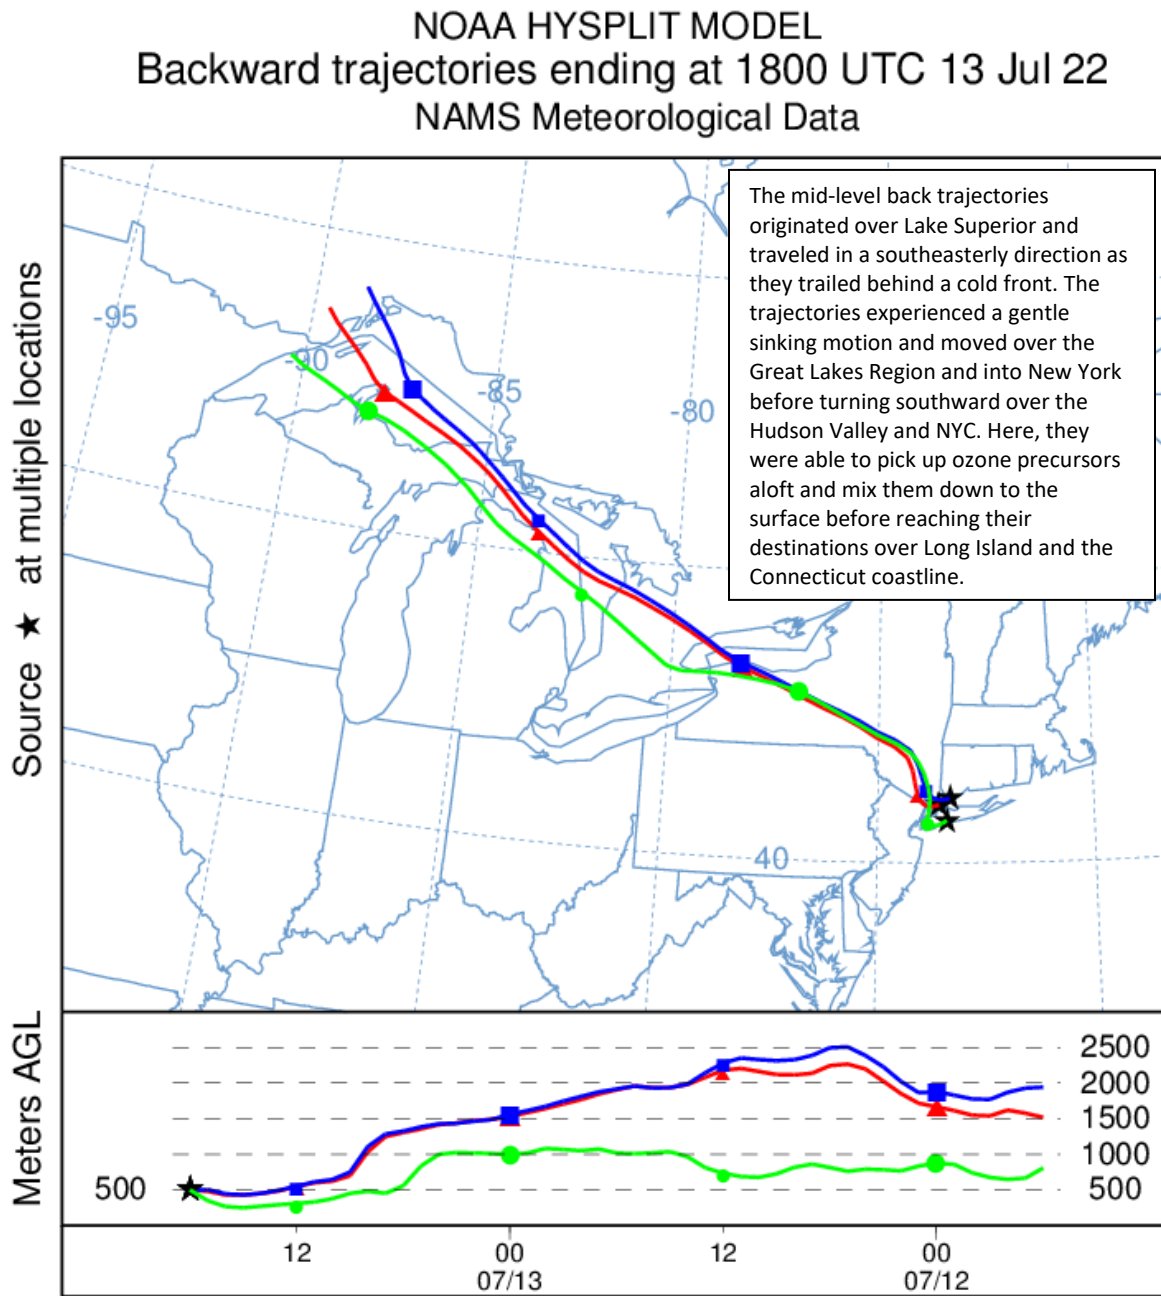 NOAA HYSPLIT MODEL
Backward trajectories ending at 1800 UTC 13 Jul 22
NAMS Meteorological Data
The mid-level back trajectories
originated over Lake Superior and
traveled in a southeasterly direction as
they trailed behind a cold front. The
trajectories experienced a gentle
sinking motion and moved over the
Great Lakes Region and into New York
before turning southward over the
Hudson Valley and NYC. Here, they
were able to pick up ozone precursors
aloft and mix them down to the
surface before reaching their
destinations over Long Island and the
Connecticut coastline.
Source ★ at multiple locations
-95
-90
-85
-80
40
Meters AGL
500
2500
2000
1500
1000
500
12 00 12 00
07/13 07/12